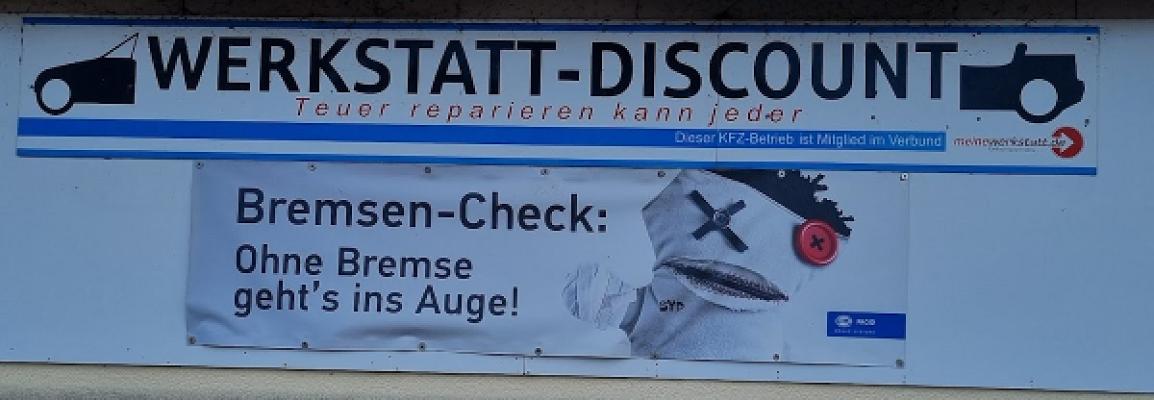 WERKSTATT-DISCOUNT
Teuer reparieren kann jeder
Dieser KFZ-Betrieb ist Mitglied im Verbund
meinewerkstatt.de
Bremsen-Check:
Ohne Bremse
geht's ins Auge!